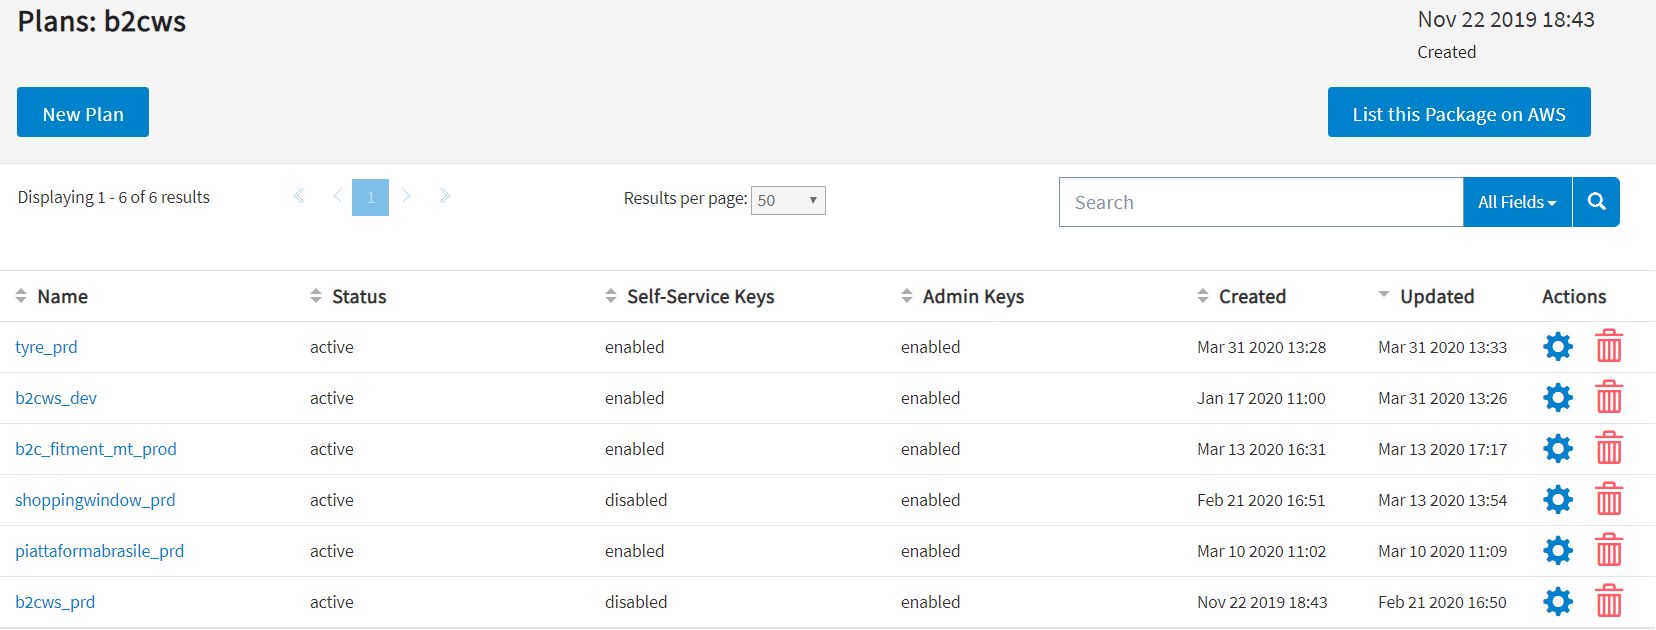 Plans: b2cws
Nov 22 2019 18:43
Created
New Plan
List this Package on AWS
Displaying 1 - 6 of 6 results
1
Results per page: 50
Search
All Fields
Name Status Self-Service Keys Admin Keys Created Updated Actions
tyre_prd active enabled enabled Mar 31 2020 13:28 Mar 31 2020 13:33
b2cws_dev active enabled enabled Jan 17 2020 11:00 Mar 31 2020 13:26
b2c_fitment_mt_prod active enabled enabled Mar 13 2020 16:31 Mar 13 2020 17:17
shoppingwindow_prd active disabled enabled Feb 21 2020 16:51 Mar 13 2020 13:54
piattaformabrasile_prd active enabled enabled Mar 10 2020 11:02 Mar 10 2020 11:09
b2cws_prd active disabled enabled Nov 22 2019 18:43 Feb 21 2020 16:50